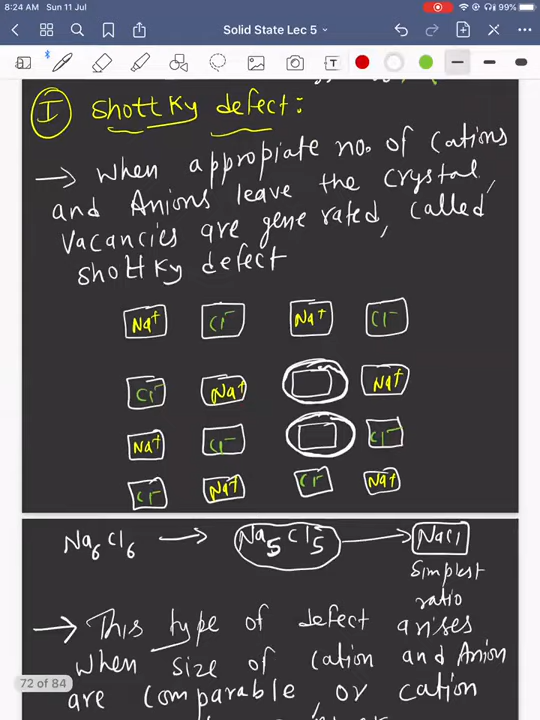 8:24 AM Sun 11 Jul
99%
Solid State Lec 5
T
I Shottky defect:
→ When appropiate no. of Cations
and Anions leave the crystal,
vacancies are generated, called
shottky defect
Na⁺ Cl⁻ Na⁺ Cl⁻
Cl⁻ Na⁺ Na⁺
Na⁺ Cl⁻ Cl⁻
Cl⁻ Na⁺ Cl⁻ Na⁺
Na₆Cl₆ → Na₅Cl₅ → NaCl
Simplest
ratio
→ This type of defect arises
when size of cation and Anion
are comparable, or cation
72 of 84